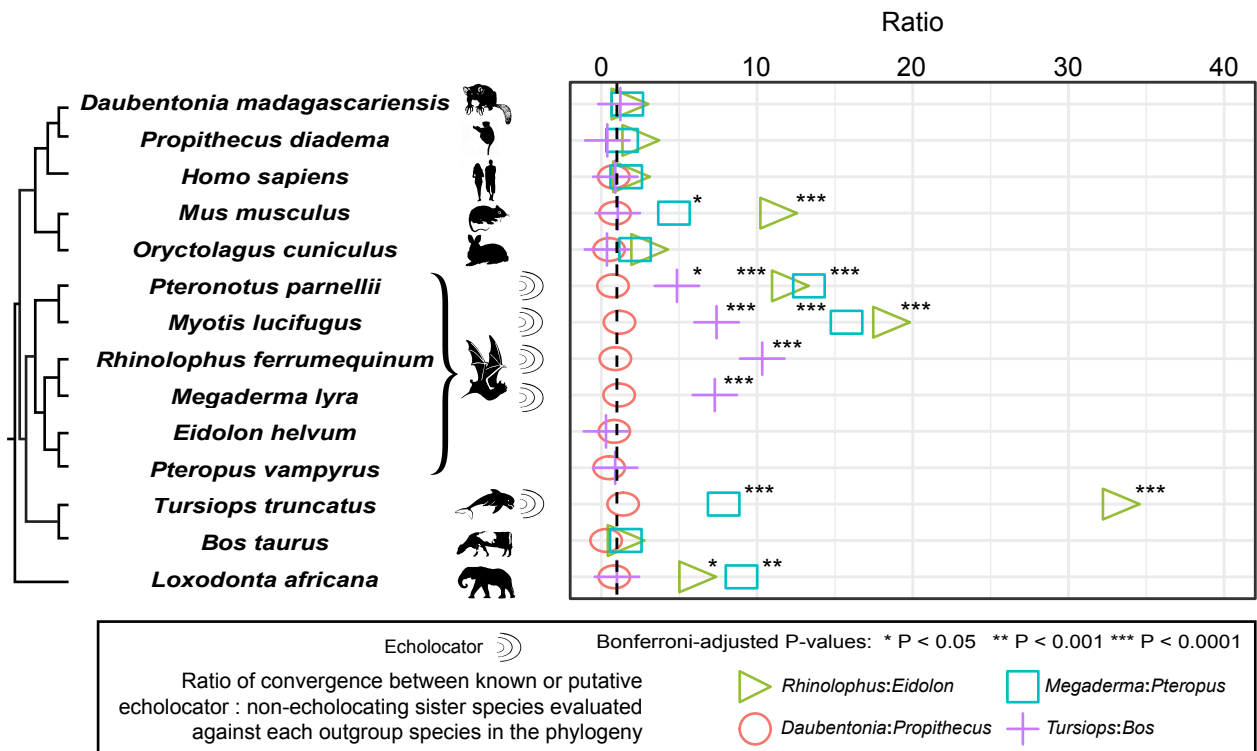 Ratio
0 10 20 30 40
Daubentonia madagascariensis
Propithecus diadema
Homo sapiens
Mus musculus * ***
Oryctolagus cuniculus
Pteronotus parnellii * *** ***
Myotis lucifugus *** *** ***
Rhinolophus ferrumequinum ***
Megaderma lyra ***
Eidolon helvum
Pteropus vampyrus
Tursiops truncatus *** ***
Bos taurus
Loxodonta africana * **
Echolocator
Bonferroni-adjusted P-values: * P < 0.05 ** P < 0.001 *** P < 0.0001
Ratio of convergence between known or putative
echolocator : non-echolocating sister species evaluated
against each outgroup species in the phylogeny
Rhinolophus:Eidolon Megaderma:Pteropus
Daubentonia:Propithecus Tursiops:Bos